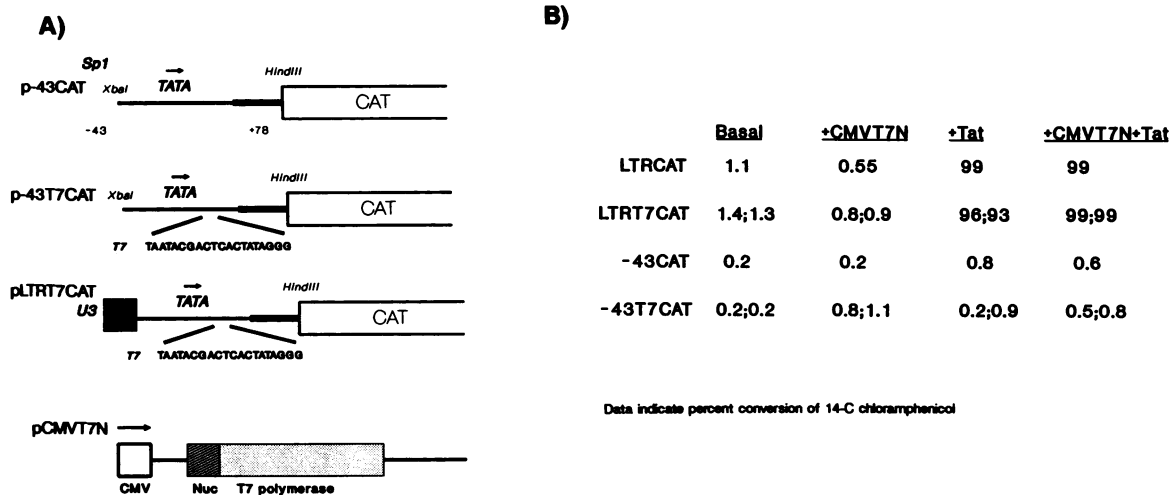 A)
Sp1
p-43CAT XbaI TATA HindIII
CAT
-43 +78
p-43T7CAT XbaI TATA HindIII
CAT
T7 TAATACGACTCACTATAGGG
pLTRT7CAT
U3 TATA HindIII
CAT
T7 TAATACGACTCACTATAGGG
pCMVT7N
CMV Nuc T7 polymerase
B)
Basal +CMVT7N +Tat +CMVT7N+Tat
LTRCAT 1.1 0.55 99 99
LTRT7CAT 1.4;1.3 0.8;0.9 96;93 99;99
-43CAT 0.2 0.2 0.8 0.6
-43T7CAT 0.2;0.2 0.8;1.1 0.2;0.9 0.5;0.8
Data indicate percent conversion of 14-C chloramphenicol